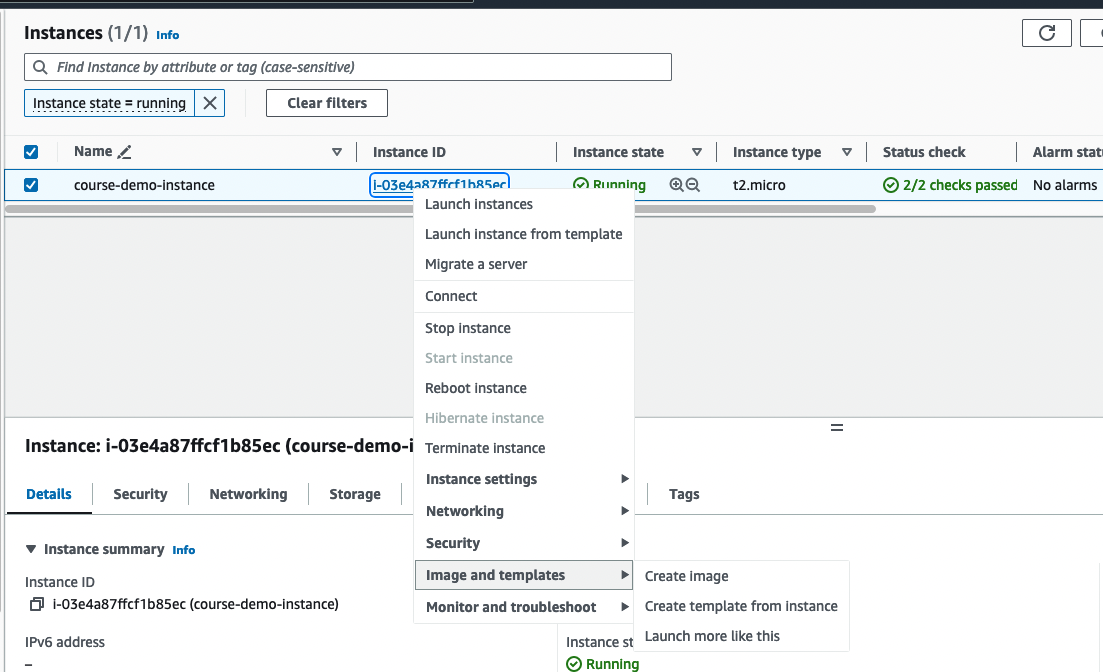 Instances (1/1) Info
Find Instance by attribute or tag (case-sensitive)
Instance state = running
Clear filters
Name Instance ID Instance state Instance type Status check Alarm
course-demo-instance i-03e4a87ffcf1b85ec Running t2.micro 2/2 checks passed No alarms
Launch instances
Launch instance from template
Migrate a server
Connect
Stop instance
Start instance
Reboot instance
Hibernate instance
Terminate instance
Instance settings
Networking
Security
Image and templates
Monitor and troubleshoot
Create image
Create template from instance
Launch more like this
Instance: i-03e4a87ffcf1b85ec (course-demo-i
Details Security Networking Storage Tags
Instance summary Info
Instance ID
i-03e4a87ffcf1b85ec (course-demo-instance)
IPv6 address Instance st
– Running